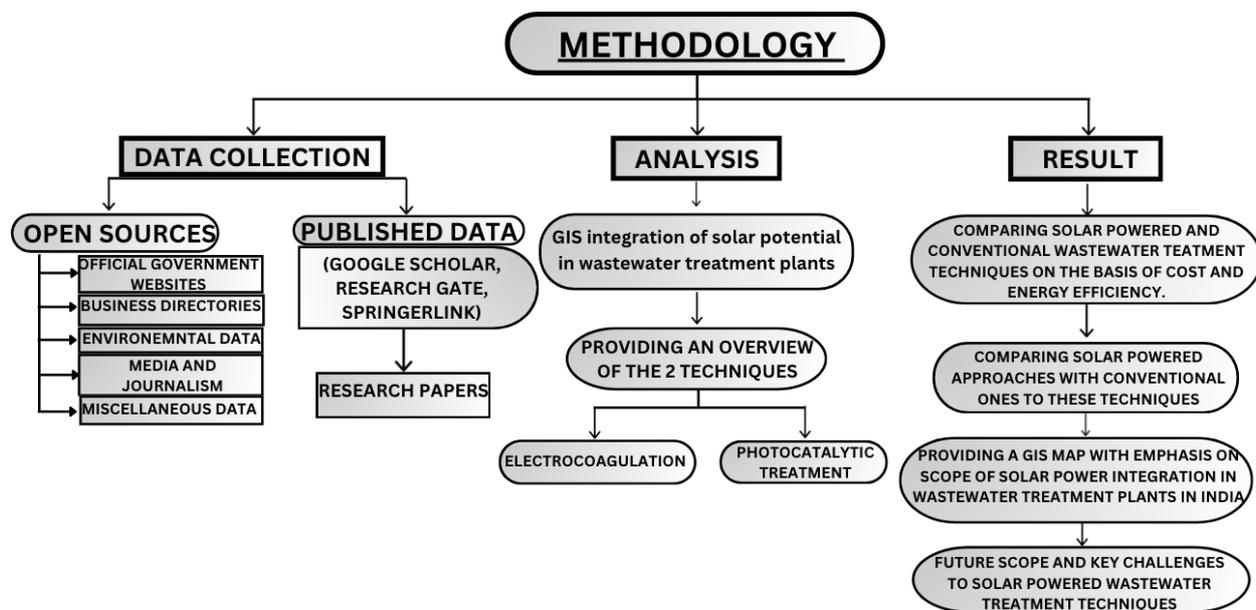 METHODOLOGY
DATA COLLECTION
OPEN SOURCES
OFFICIAL GOVERNMENT
WEBSITES
BUSINESS DIRECTORIES
ENVIRONEMNTAL DATA
MEDIA AND
JOURNALISM
MISCELLANEOUS DATA
PUBLISHED DATA
(GOOGLE SCHOLAR,
RESEARCH GATE,
SPRINGERLINK)
RESEARCH PAPERS
ANALYSIS
GIS integration of solar potential
in wastewater treatment plants
PROVIDING AN OVERVIEW
OF THE 2 TECHNIQUES
ELECTROCOAGULATION
PHOTOCATALYTIC
TREATMENT
RESULT
COMPARING SOLAR POWERED AND
CONVENTIONAL WASTEWATER TEATMENT
TECHNIQUES ON THE BASIS OF COST AND
ENERGY EFFICIENCY.
COMPARING SOLAR POWERED
APPROACHES WITH CONVENTIONAL
ONES TO THESE TECHNIQUES
PROVIDING A GIS MAP WITH EMPHASIS ON
SCOPE OF SOLAR POWER INTEGRATION IN
WASTEWATER TREATMENT PLANTS IN INDIA
FUTURE SCOPE AND KEY CHALLENGES
TO SOLAR POWERED WASTEWATER
TREATMENT TECHNIQUES